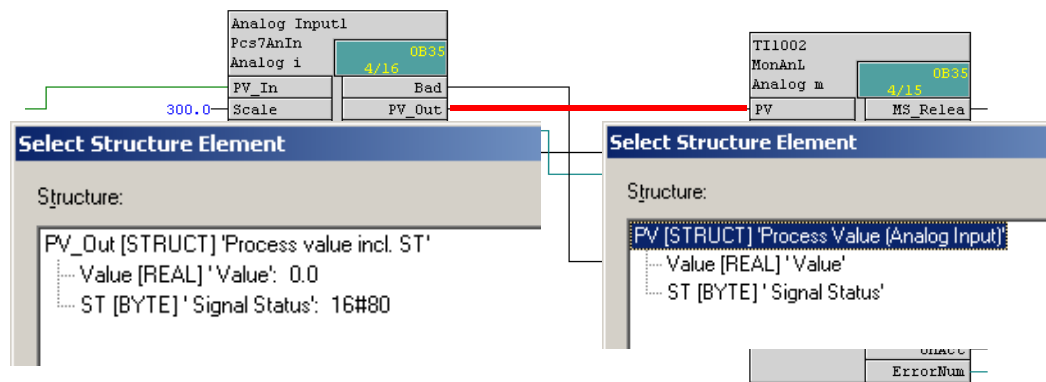 Analog Input1
Pcs7AnIn
Analog i
OB35
4/16
PV_In
Bad
300.0
Scale
PV_Out
TI1002
MonAnL
Analog m
OB35
4/15
PV
MS_Relea
Select Structure Element
Structure:
PV_Out [STRUCT] 'Process value incl. ST'
Value [REAL] ' Value': 0.0
ST [BYTE] ' Signal Status': 16#80
Select Structure Element
Structure:
PV [STRUCT] 'Process Value (Analog Input)'
Value [REAL] ' Value'
ST [BYTE] ' Signal Status'
ErrorNum